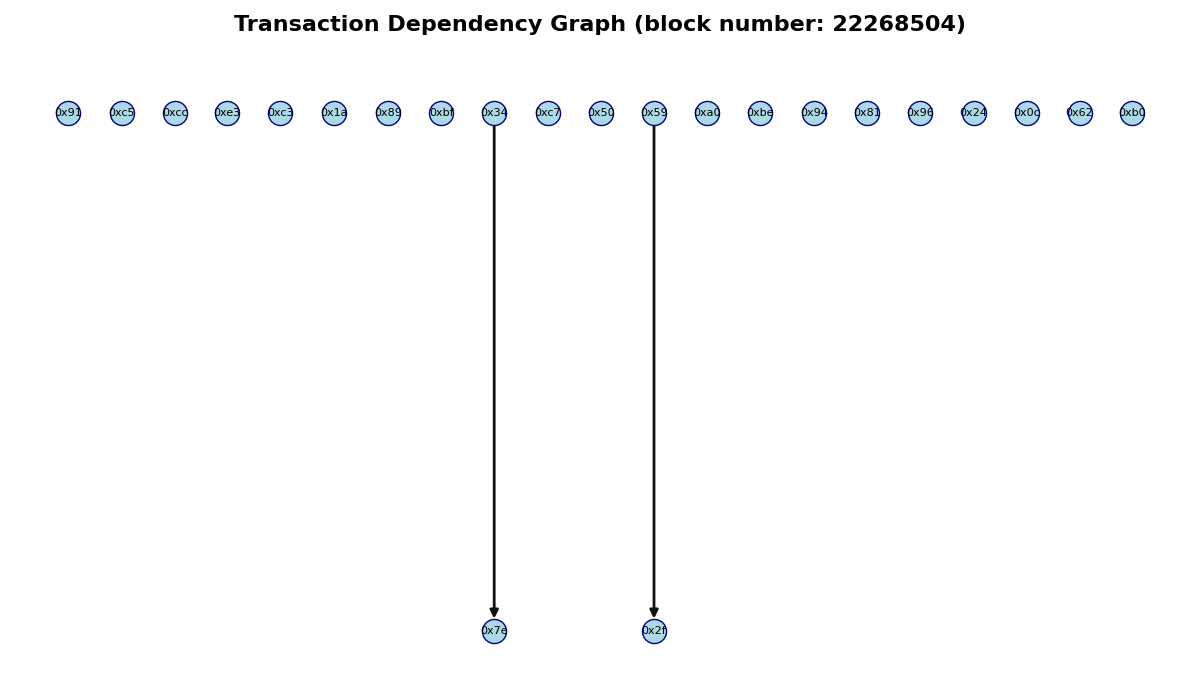 Transaction Dependency Graph (block number: 22268504)
0x91 0xc5 0xcc 0xe3 0xc3 0x1a 0x89 0xbf 0x34 0xc7 0x50 0x59 0xa0 0xbe 0x94 0x81 0x96 0x24 0x0c 0x62 0xb0
0x7e 0x2f